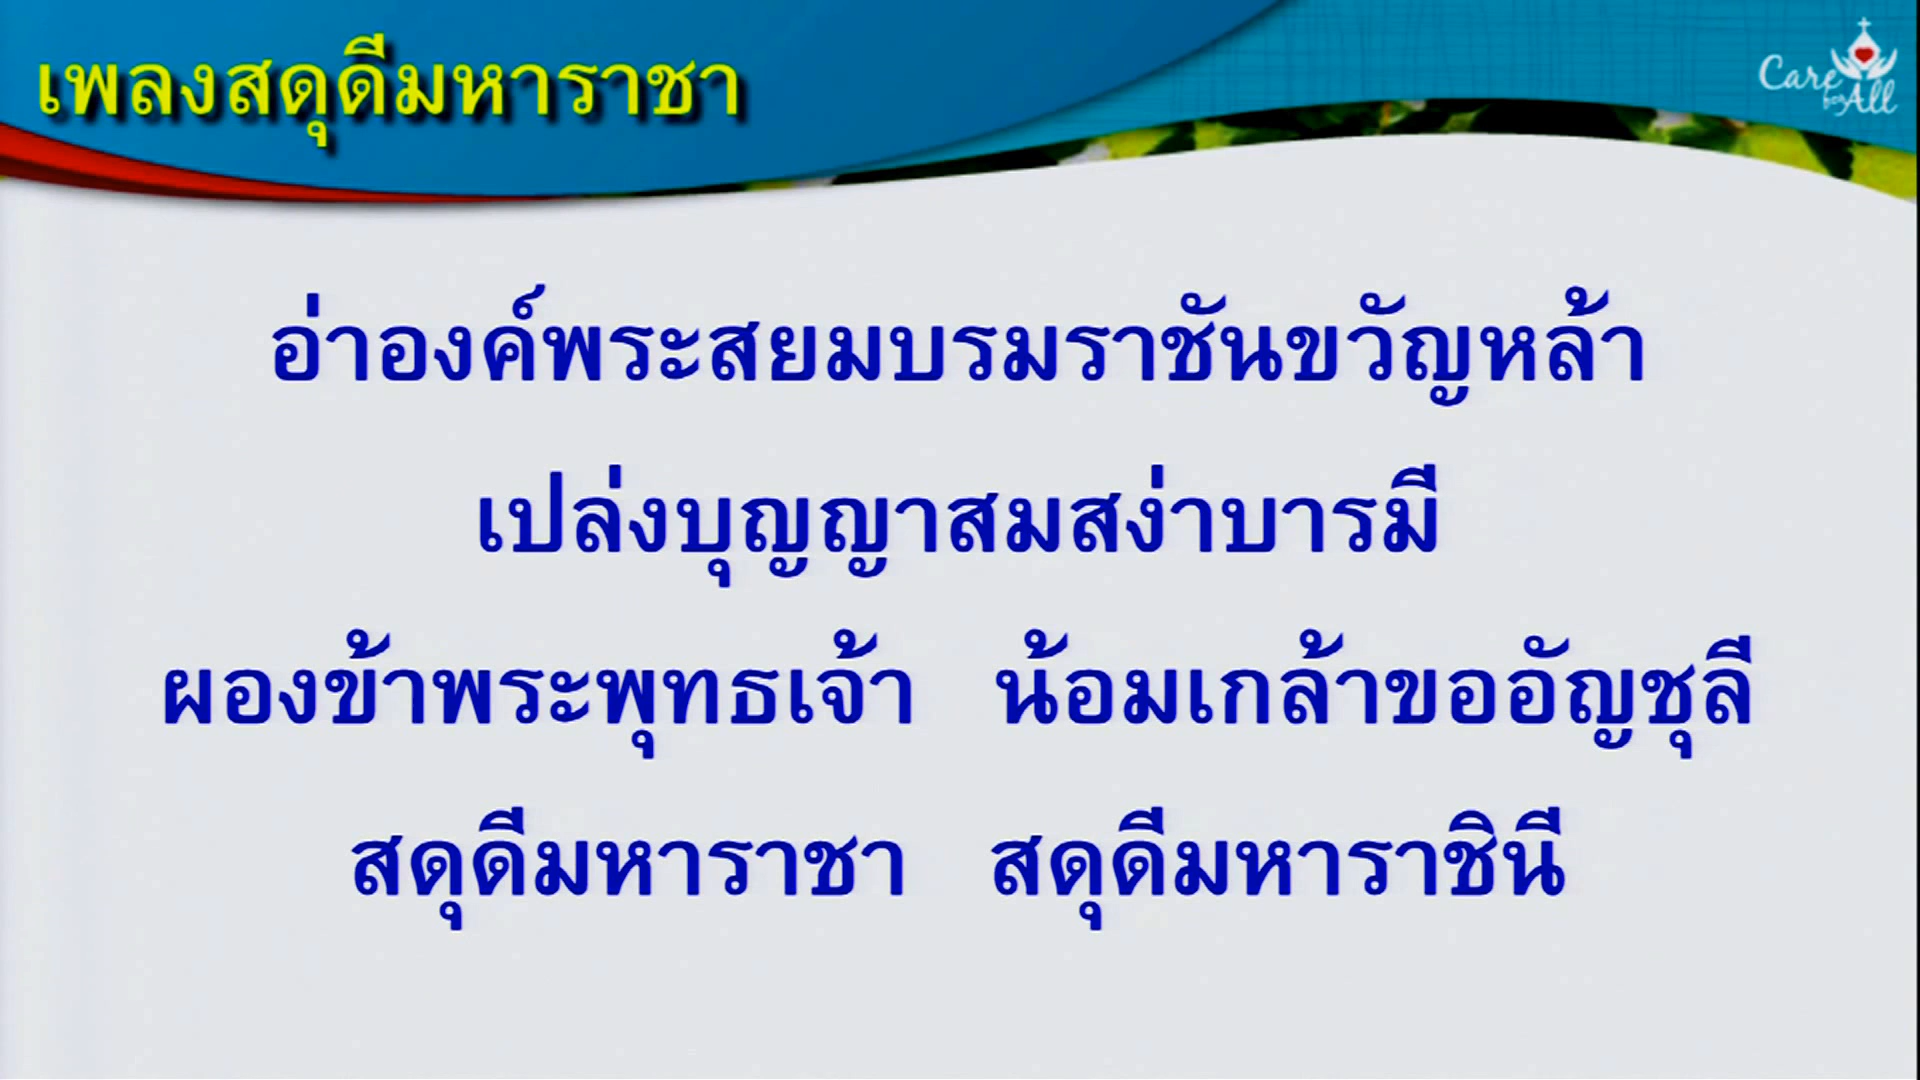 เพลงสดุดีมหาราชา
Care for All
อ่าองค์พระสยมบรมราชันขวัญหล้า
เปล่งบุญญาสมสง่าบารมี
ผองข้าพระพุทธเจ้า น้อมเกล้าขออัญชุลี
สดุดีมหาราชา สดุดีมหาราชินี